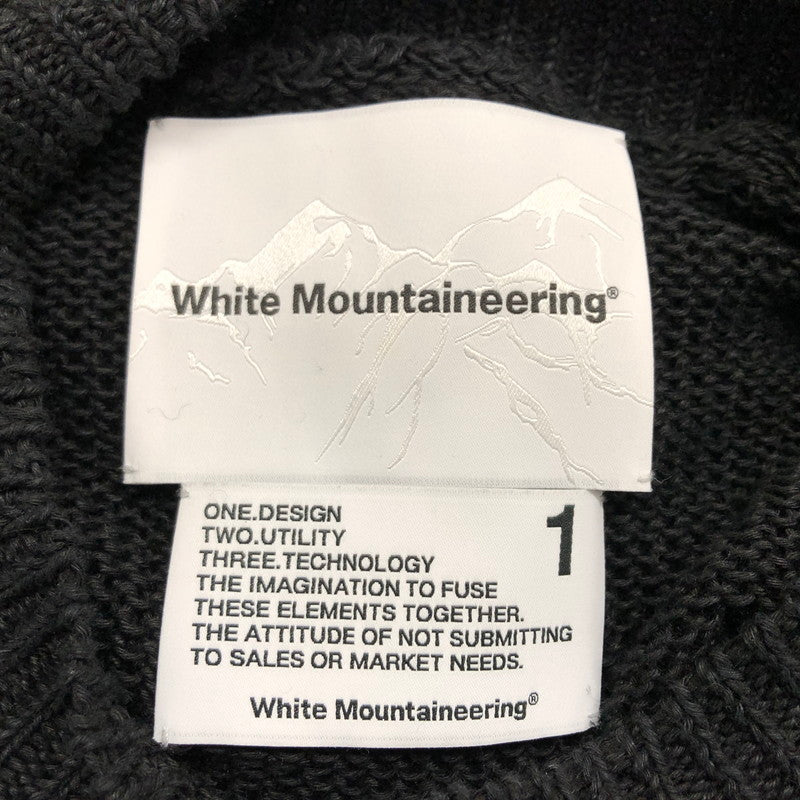 White Mountaineering®
ONE.DESIGN
TWO.UTILITY
THREE.TECHNOLOGY
THE IMAGINATION TO FUSE
THESE ELEMENTS TOGETHER.
THE ATTITUDE OF NOT SUBMITTING
TO SALES OR MARKET NEEDS.
1
White Mountaineering®